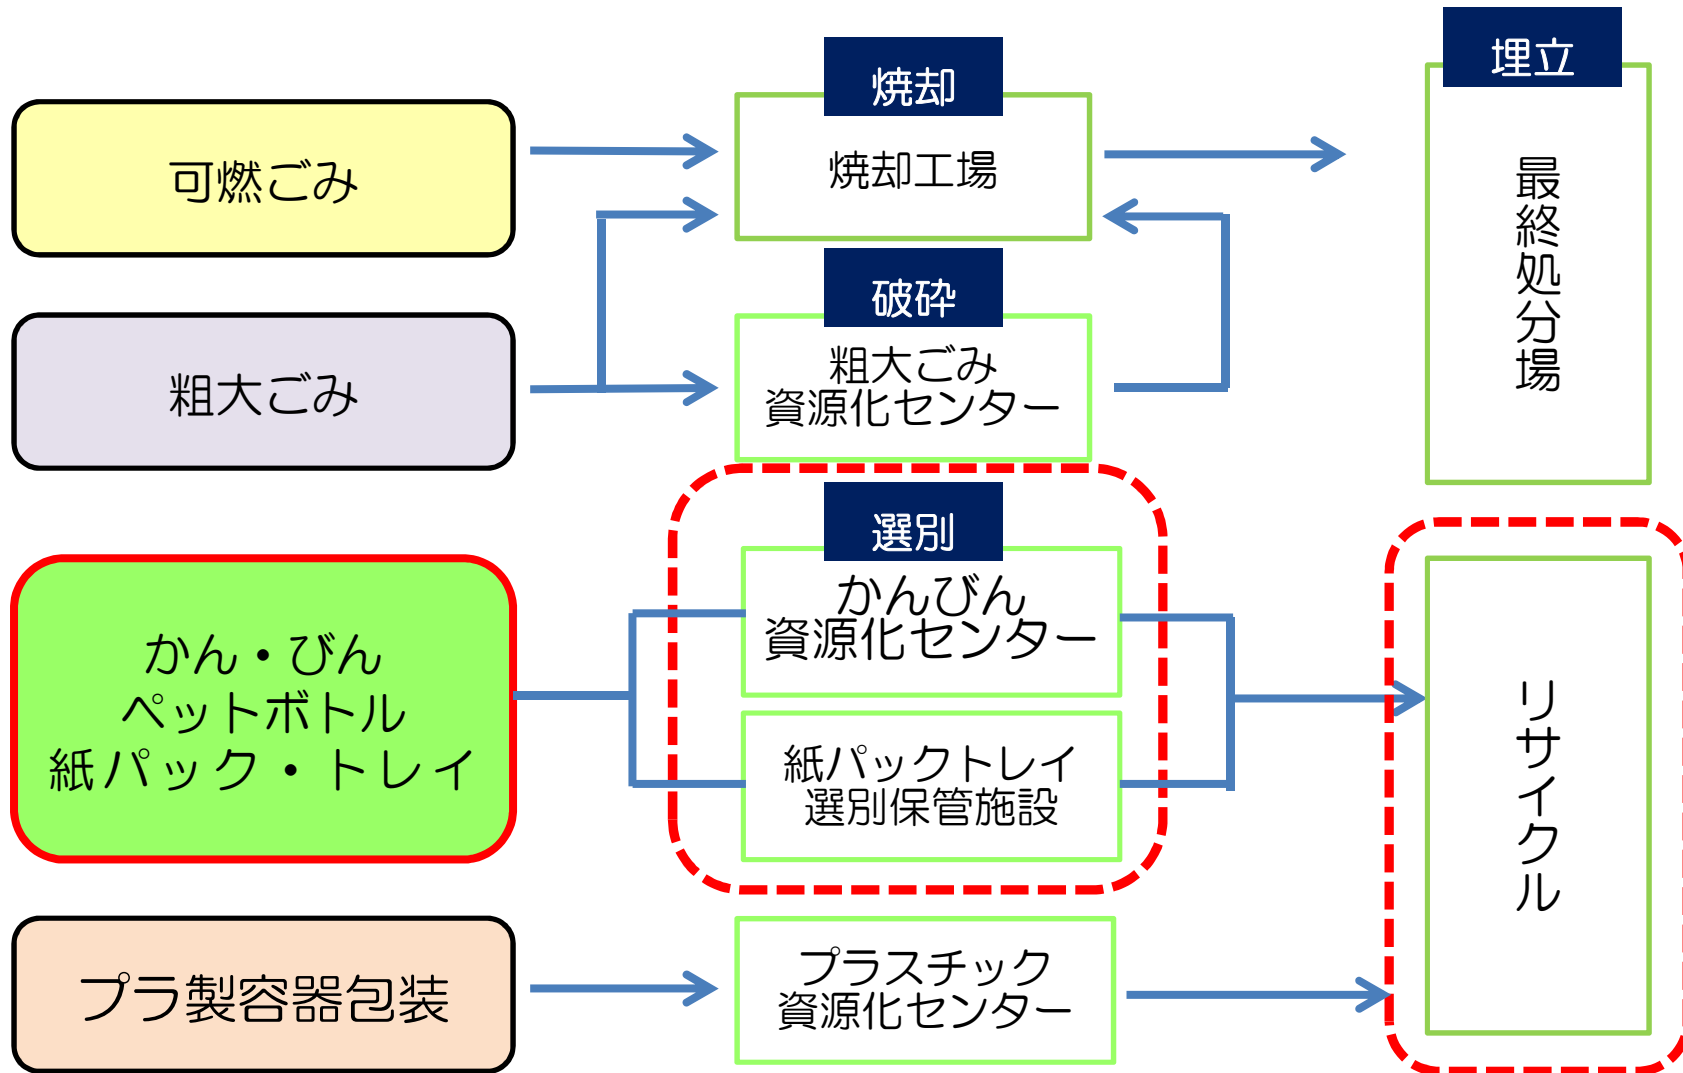 可燃ごみ
焼却
焼却工場
埋立
最終処分場
粗大ごみ
破砕
粗大ごみ
資源化センター
かん・びん
ペットボトル
紙パック・トレイ
選別
かんびん
資源化センター
紙パックトレイ
選別保管施設
リサイクル
プラ製容器包装
プラスチック
資源化センター